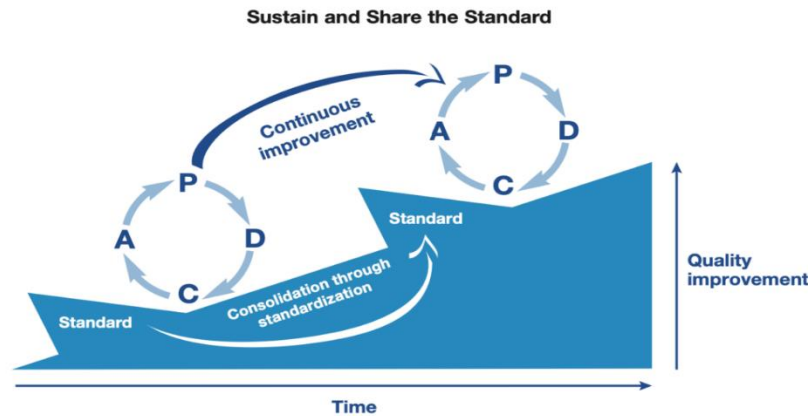 Sustain and Share the Standard
P
D
C
A
Continuous
improvement
P
D
C
A
Standard
Consolidation through
standardization
Standard
Quality
improvement
Time